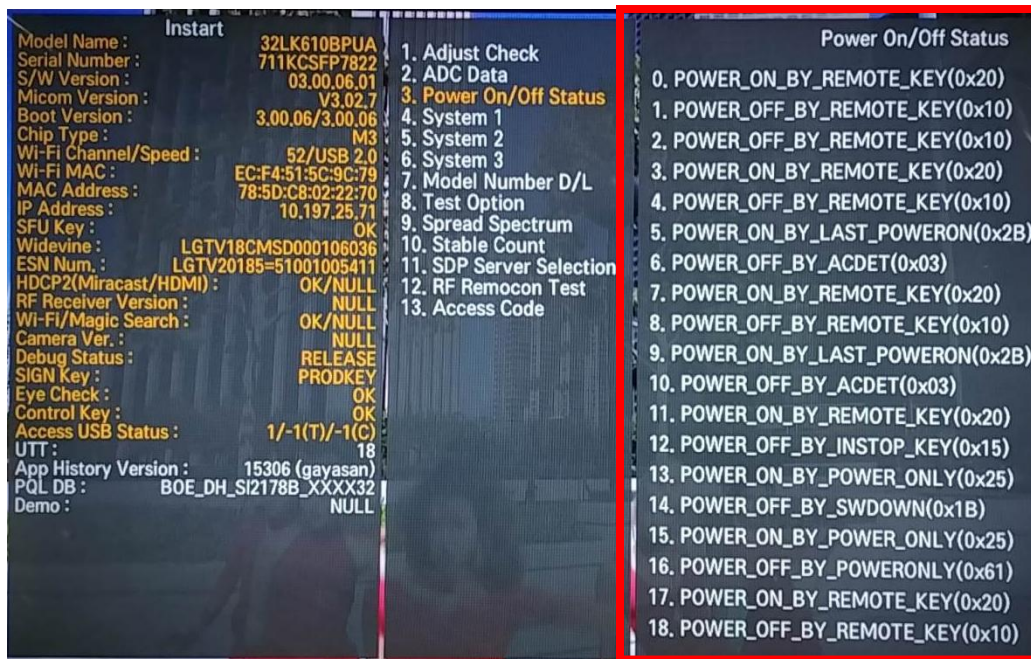 Instart
Model Name : 32LK610BPUA
Serial Number : 711KCSFP7822
S/W Version : 03.00.06.01
Micom Version : V3.02.7
Boot Version : 3.00.06/3.00.06
Chip Type : M3
Wi-Fi Channel/Speed : 52/USB 2.0
Wi-Fi MAC : EC:F4:51:5C:9C:79
MAC Address : 78:5D:C8:02:22:70
IP Address : 10.197.25.71
SFU Key : OK
Widevine : LGTV18CMSD000106036
ESN Num. : LGTV20185=51001005411
HDCP2(Miracast/HDMI) : OK/NULL
RF Receiver Version : NULL
Wi-Fi/Magic Search : OK/NULL
Camera Ver. : NULL
Debug Status : RELEASE
SIGN Key : PRODKEY
Eye Check : OK
Control Key : OK
Access USB Status : 1/-1(T)/-1(C)
UTT : 18
App History Version : 15306 (gayasan)
PQL DB : BOE_DH_SI2178B_XXXX32
Demo : NULL
1. Adjust Check
2. ADC Data
3. Power On/Off Status
4. System 1
5. System 2
6. System 3
7. Model Number D/L
8. Test Option
9. Spread Spectrum
10. Stable Count
11. SDP Server Selection
12. RF Remocon Test
13. Access Code
Power On/Off Status
0. POWER_ON_BY_REMOTE_KEY(0x20)
1. POWER_OFF_BY_REMOTE_KEY(0x10)
2. POWER_OFF_BY_REMOTE_KEY(0x10)
3. POWER_ON_BY_REMOTE_KEY(0x20)
4. POWER_OFF_BY_REMOTE_KEY(0x10)
5. POWER_ON_BY_LAST_POWERON(0x2B)
6. POWER_OFF_BY_ACDET(0x03)
7. POWER_ON_BY_REMOTE_KEY(0x20)
8. POWER_OFF_BY_REMOTE_KEY(0x10)
9. POWER_ON_BY_LAST_POWERON(0x2B)
10. POWER_OFF_BY_ACDET(0x03)
11. POWER_ON_BY_REMOTE_KEY(0x20)
12. POWER_OFF_BY_INSTOP_KEY(0x15)
13. POWER_ON_BY_POWER_ONLY(0x25)
14. POWER_OFF_BY_SWDOWN(0x1B)
15. POWER_ON_BY_POWER_ONLY(0x25)
16. POWER_OFF_BY_POWERONLY(0x61)
17. POWER_ON_BY_REMOTE_KEY(0x20)
18. POWER_OFF_BY_REMOTE_KEY(0x10)